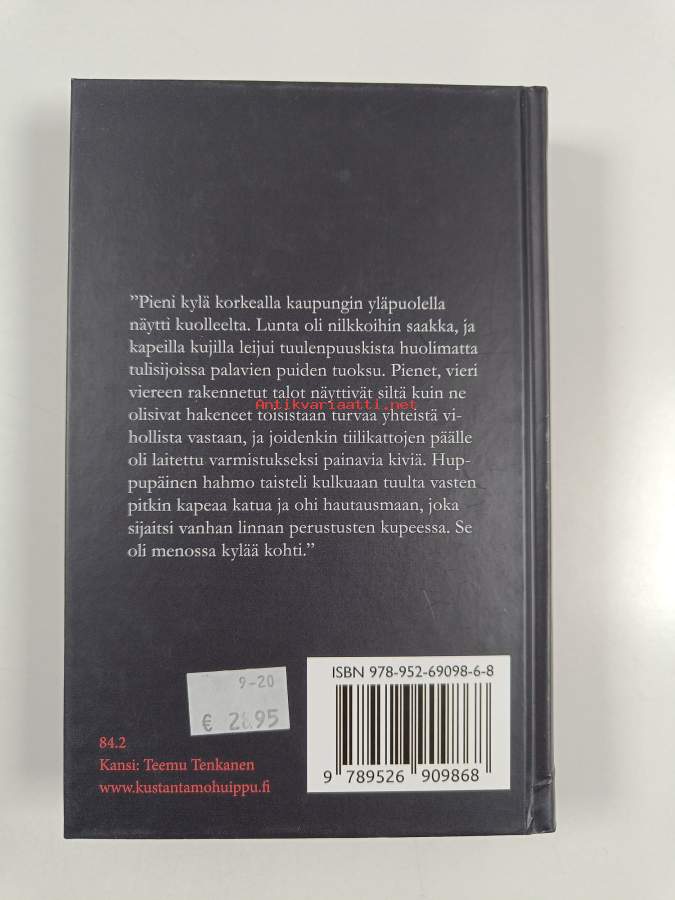 ”Pieni kylä korkealla kaupungin yläpuolella
näytti kuolleelta. Lunta oli nilkkoihin saakka, ja
kapeilla kujilla leijui tuulenpuuskista huolimatta
tulisijoissa palavien puiden tuoksu. Pienet, vieri
viereen rakennetut talot näyttivät siltä kuin ne
Antikvariaatti.net
olisivat hakeneet toisistaan turvaa yhteistä vi-
hollista vastaan, ja joidenkin tiilikattojen päälle
oli laitettu varmistukseksi painavia kiviä. Hup-
pupäinen hahmo taisteli kulkuaan tuulta vasten
pitkin kapeaa katua ja ohi hautausmaan, joka
sijaitsi vanhan linnan perustusten kupeessa. Se
oli menossa kylää kohti.”
9-20
€ 28.95
ISBN 978-952-69098-6-8
9 789526 909868
84.2
Kansi: Teemu Tenkanen
www.kustantamohuippu.fi